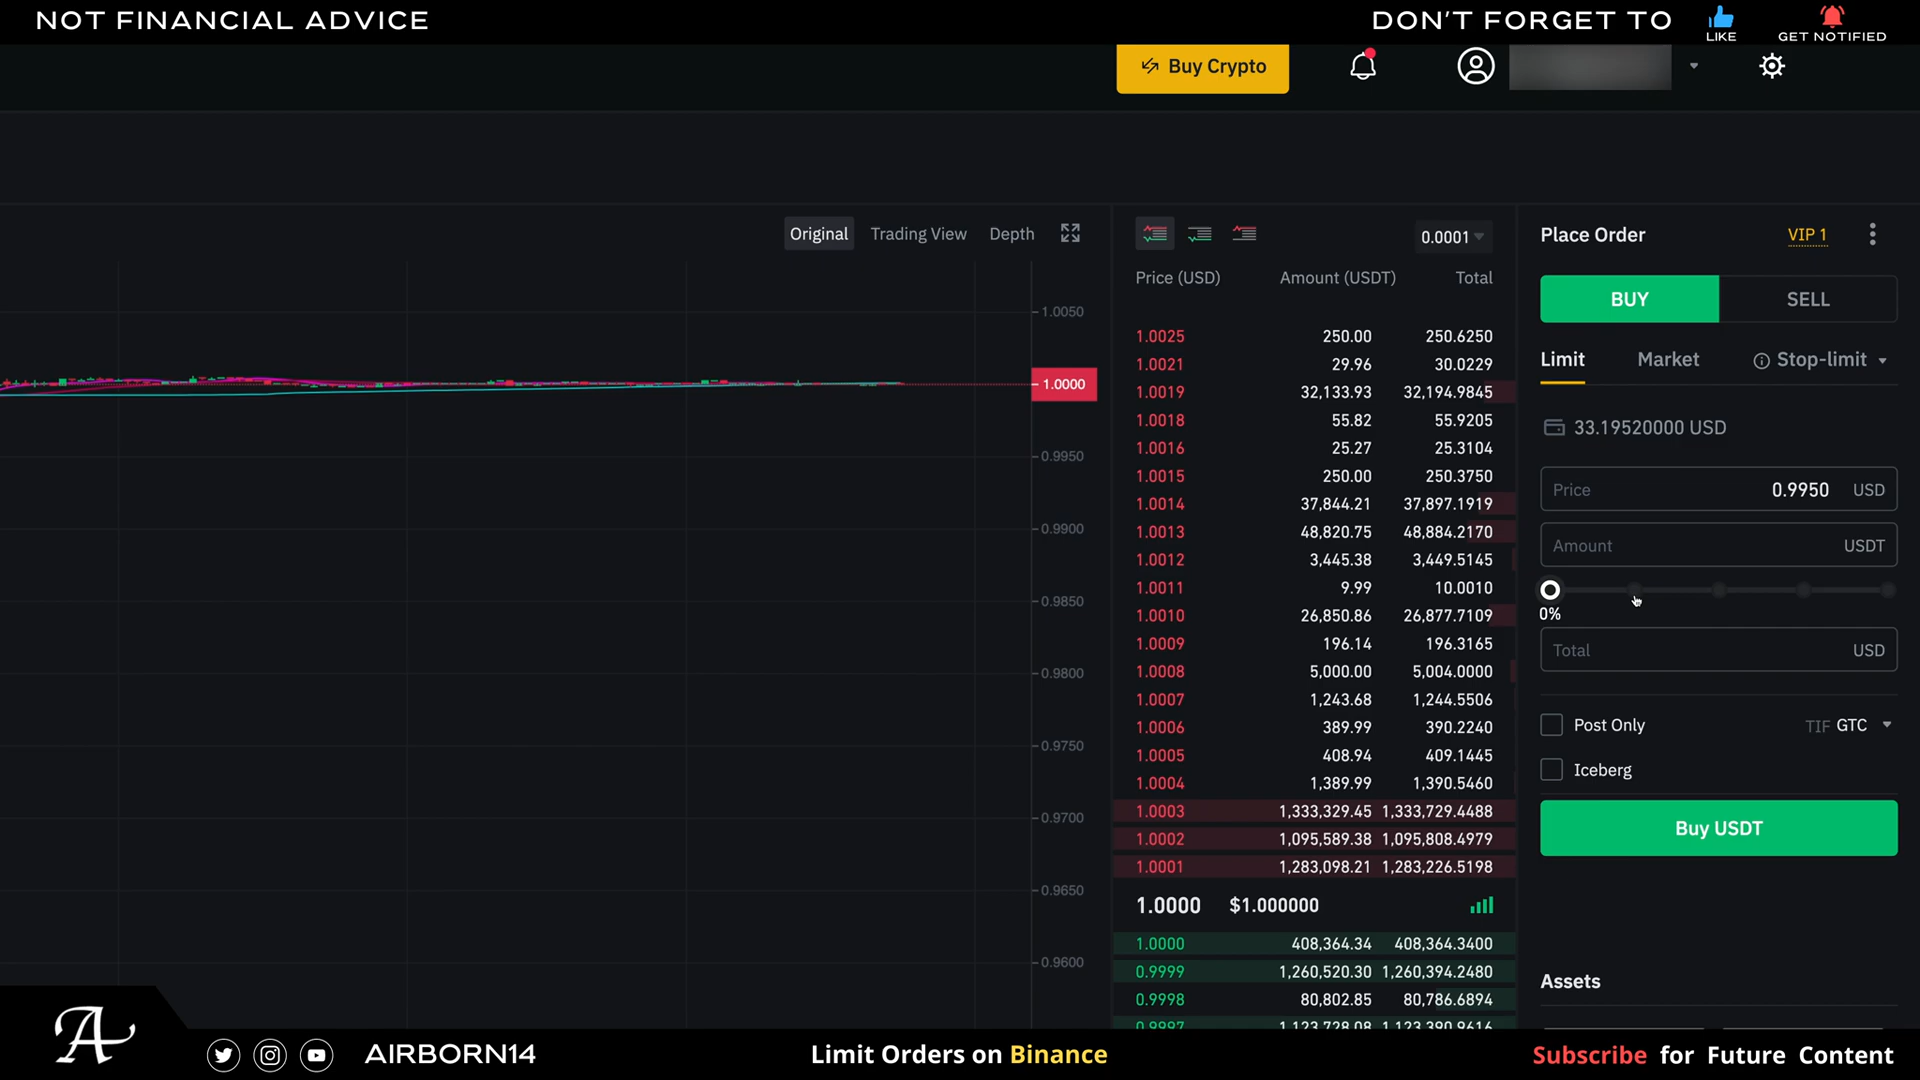 NOT FINANCIAL ADVICE
DON'T FORGET TO
LIKE
GET NOTIFIED
Buy Crypto
Original Trading View Depth
1.0050
1.0000
0.9950
0.9900
0.9850
0.9800
0.9750
0.9700
0.9650
0.9600
0.0001
Price (USD) Amount (USDT) Total
1.0025 250.00 250.6250
1.0021 29.96 30.0229
1.0019 32,133.93 32,194.9845
1.0018 55.82 55.9205
1.0016 25.27 25.3104
1.0015 250.00 250.3750
1.0014 37,844.21 37,897.1919
1.0013 48,820.75 48,884.2170
1.0012 3,445.38 3,449.5145
1.0011 9.99 10.0010
1.0010 26,850.86 26,877.7109
1.0009 196.14 196.3165
1.0008 5,000.00 5,004.0000
1.0007 1,243.68 1,244.5506
1.0006 389.99 390.2240
1.0005 408.94 409.1445
1.0004 1,389.99 1,390.5460
1.0003 1,333,329.45 1,333,729.4488
1.0002 1,095,589.38 1,095,808.4979
1.0001 1,283,098.21 1,283,226.5198
1.0000 $1.000000
1.0000 408,364.34 408,364.3400
0.9999 1,260,520.30 1,260,394.2480
0.9998 80,802.85 80,786.6894
0.9997 1,123,728.08 1,123,390.9616
Place Order VIP 1
BUY SELL
Limit Market Stop-limit
33.19520000 USD
Price 0.9950 USD
Amount USDT
0%
Total USD
Post Only TIF GTC
Iceberg
Buy USDT
Assets
A
AIRBORN14
Limit Orders on Binance
Subscribe for Future Content